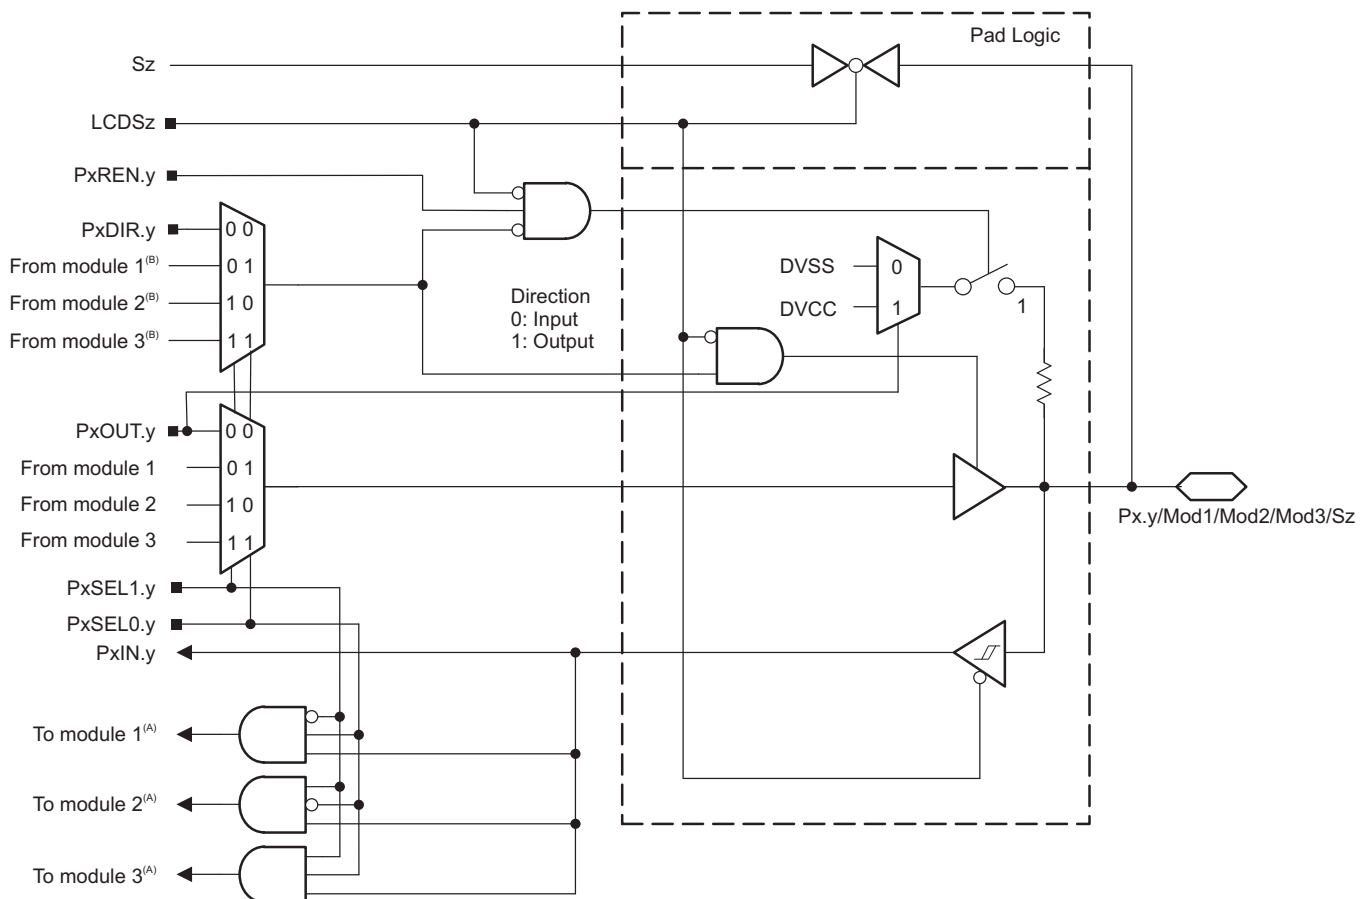 Pad Logic
Sz
LCDSz
PxREN.y
PxDIR.y
0 0
From module 1(B)
0 1
From module 2(B)
1 0
From module 3(B)
1 1
Direction
0: Input
1: Output
DVSS
0
DVCC
1
1
PxOUT.y
0 0
From module 1
0 1
From module 2
1 0
From module 3
1 1
Px.y/Mod1/Mod2/Mod3/Sz
PxSEL1.y
PxSEL0.y
PxIN.y
To module 1(A)
To module 2(A)
To module 3(A)